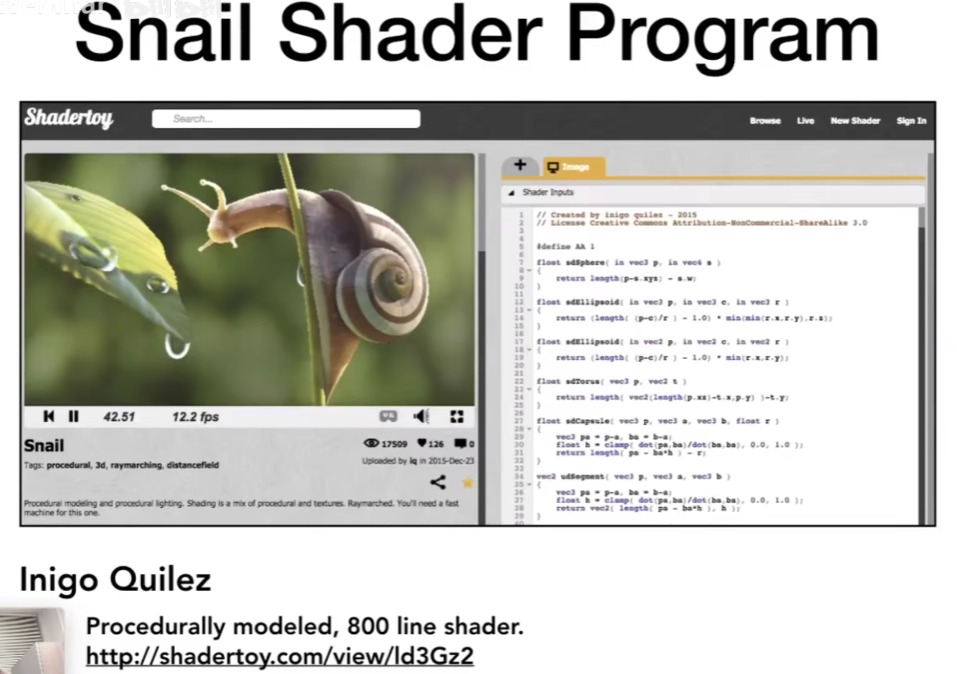 Snail Shader Program
Shadertoy
Search...
Browse Live New Shader Sign In
+ Image
Shader Inputs
1 // Created by inigo quilez - 2015
2 // License Creative Commons Attribution-NonCommercial-ShareAlike 3.0
3
4
5 #define AA 1
6
7 float sdSphere( in vec3 p, in vec4 s )
8 {
9 return length(p-s.xyz) - s.w;
10 }
11
12 float sdEllipsoid( in vec3 p, in vec3 c, in vec3 r )
13 {
14 return (length( (p-c)/r ) - 1.0) * min(min(r.x,r.y),r.z);
15 }
16
17 float sdEllipsoid( in vec2 p, in vec2 c, in vec2 r )
18 {
19 return (length( (p-c)/r ) - 1.0) * min(r.x,r.y);
20 }
21
22 float sdTorus( vec3 p, vec2 t )
23 {
24 return length( vec2(length(p.xz)-t.x,p.y) )-t.y;
25 }
26
27 float sdCapsule( vec3 p, vec3 a, vec3 b, float r )
28 {
29 vec3 pa = p-a, ba = b-a;
30 float h = clamp( dot(pa,ba)/dot(ba,ba), 0.0, 1.0 );
31 return length( pa - ba*h ) - r;
32 }
33
34 vec2 udSegment( vec3 p, vec3 a, vec3 b )
35 {
36 vec3 pa = p-a, ba = b-a;
37 float h = clamp( dot(pa,ba)/dot(ba,ba), 0.0, 1.0 );
38 return vec2( length( pa - ba*h ), h );
39 }
42.51 12.2 fps
VR
Snail
17509 126 0
Uploaded by iq in 2015-Dec-23
Tags: procedural, 3d, raymarching, distancefield
Procedural modeling and procedural lighting. Shading is a mix of procedural and textures. Raymarched. You'll need a fast
machine for this one.
Inigo Quilez
Procedurally modeled, 800 line shader.
http://shadertoy.com/view/ld3Gz2